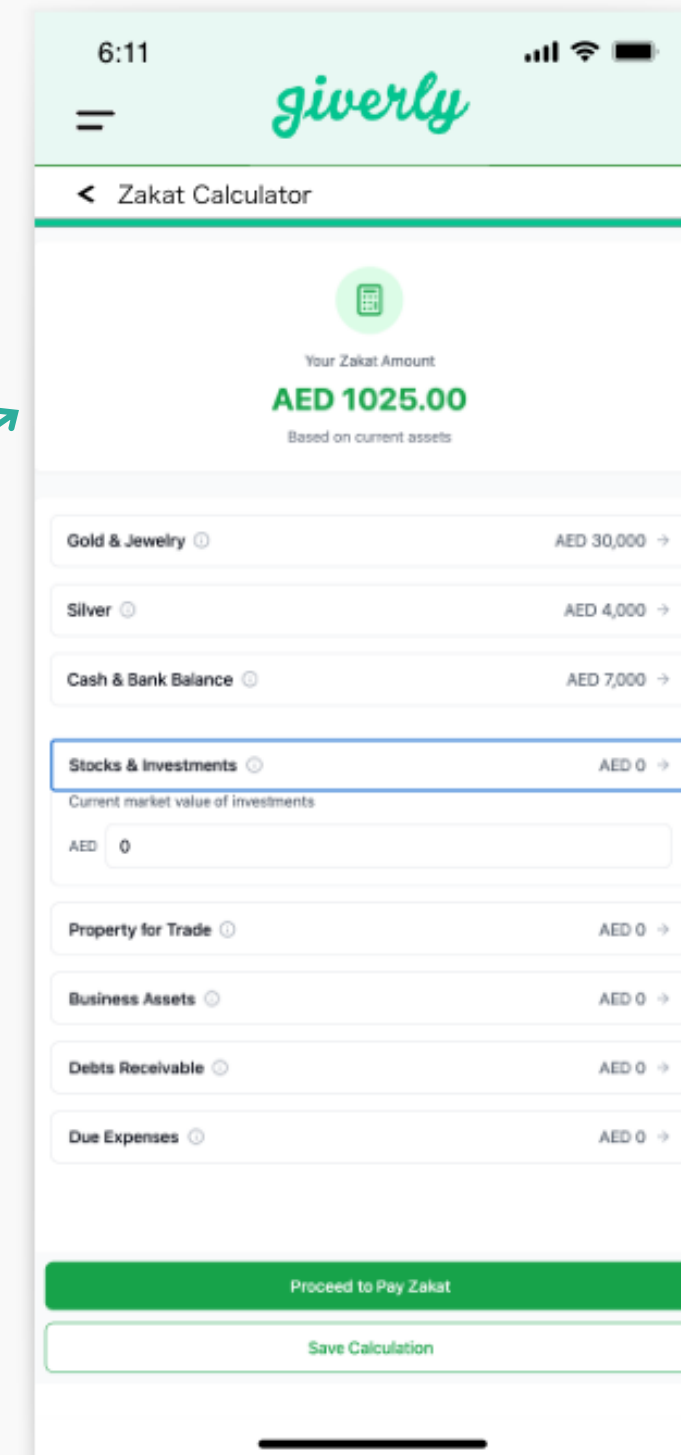 6:11
giverly
Zakat Calculator
Your Zakat Amount
AED 1025.00
Based on current assets
Gold & Jewelry AED 30,000
Silver AED 4,000
Cash & Bank Balance AED 7,000
Stocks & Investments AED 0
Current market value of investments
AED 0
Property for Trade AED 0
Business Assets AED 0
Debts Receivable AED 0
Due Expenses AED 0
Proceed to Pay Zakat
Save Calculation